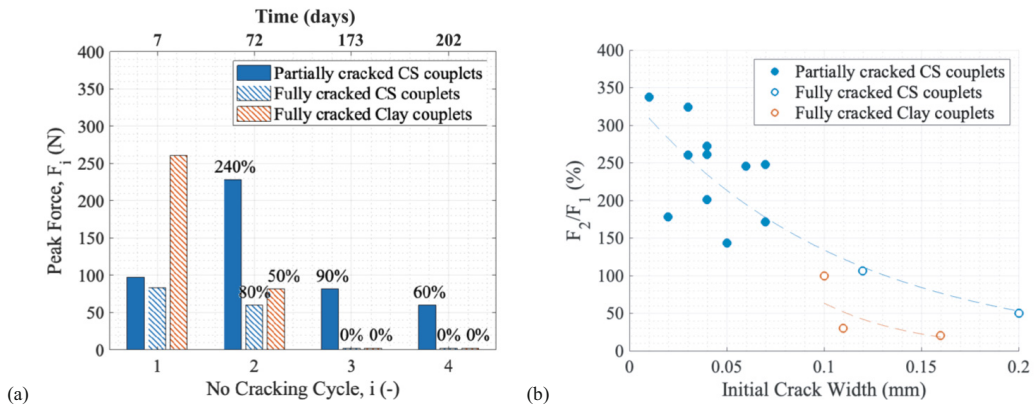 Time (days)
7 72 173 202
400
350
300
250
200
150
100
50
0
Peak Force, F_i (N)
Partially cracked CS couplets
Fully cracked CS couplets
Fully cracked Clay couplets
240%
80%
50%
90%
0% 0%
60%
0% 0%
1 2 3 4
No Cracking Cycle, i (-)
(a)
400
350
300
250
200
150
100
50
0
F_2/F_1 (%)
Partially cracked CS couplets
Fully cracked CS couplets
Fully cracked Clay couplets
0 0.05 0.1 0.15 0.2
Initial Crack Width (mm)
(b)